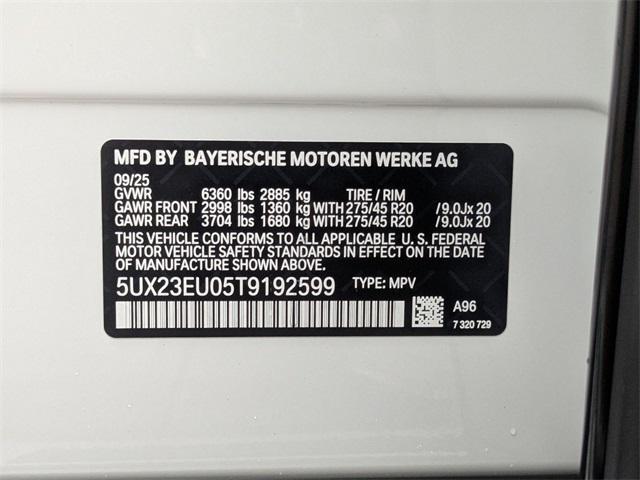 MFD BY BAYERISCHE MOTOREN WERKE AG
09/25
GVWR 6360 lbs 2885 kg TIRE / RIM
GAWR FRONT 2998 lbs 1360 kg WITH 275/45 R20 /9.0Jx 20
GAWR REAR 3704 lbs 1680 kg WITH 275/45 R20 /9.0Jx 20
THIS VEHICLE CONFORMS TO ALL APPLICABLE U. S. FEDERAL
MOTOR VEHICLE SAFETY STANDARDS IN EFFECT ON THE DATE
OF MANUFACTURE SHOWN ABOVE.
5UX23EU05T9192599 TYPE: MPV
A96
7 320 729